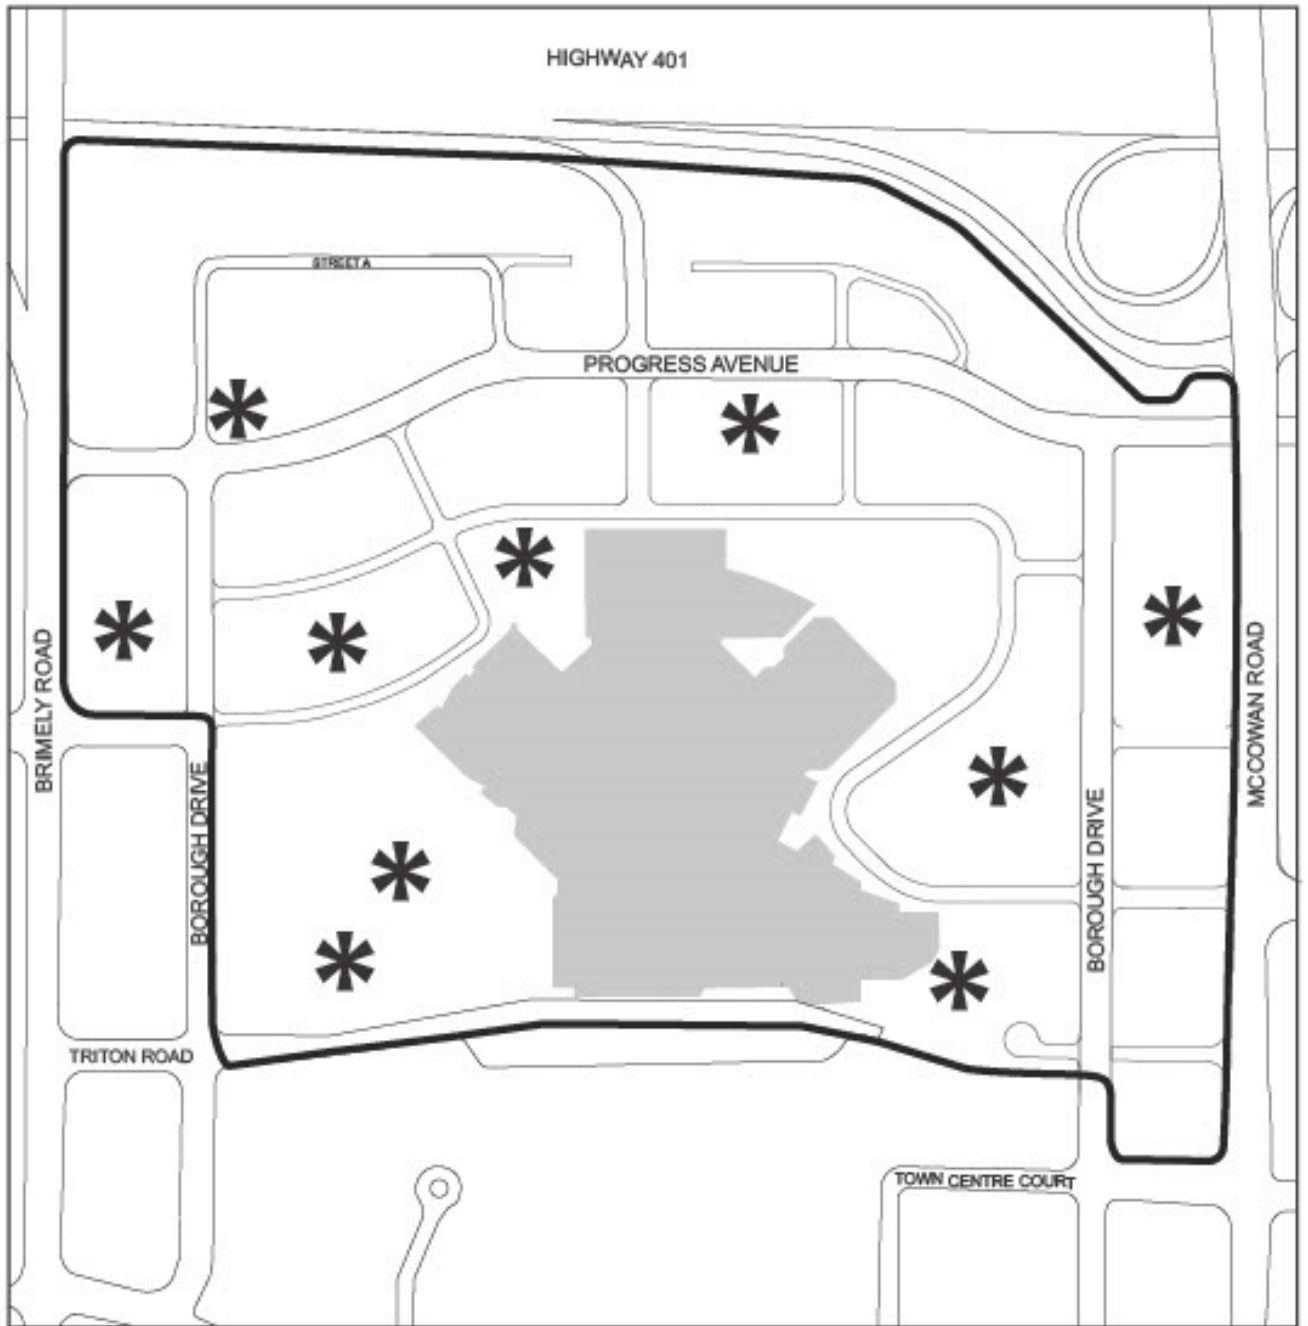 HIGHWAY 401
STREET A
PROGRESS AVENUE
BRIMELY ROAD
MCCOWAN ROAD
BOROUGH DRIVE
BOROUGH DRIVE
TRITON ROAD
TOWN CENTRE COURT